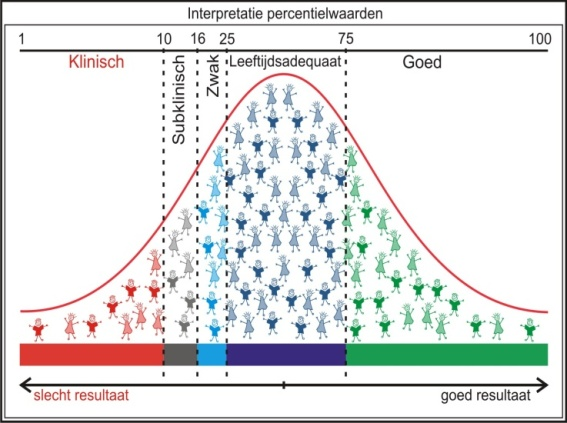 Interpretatie percentielwaarden
1 10 16 25 75 100
Klinisch
Subklinisch
Zwak
Leeftijdsadequaat
Goed
slecht resultaat
goed resultaat